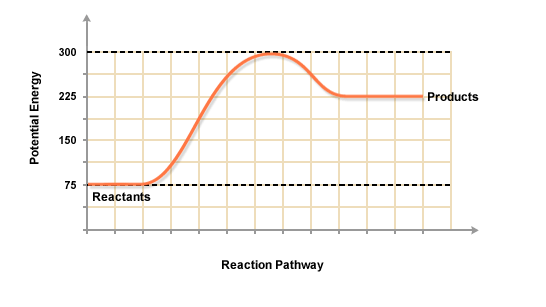 Potential Energy
300
225
150
75
Products
Reactants
Reaction Pathway